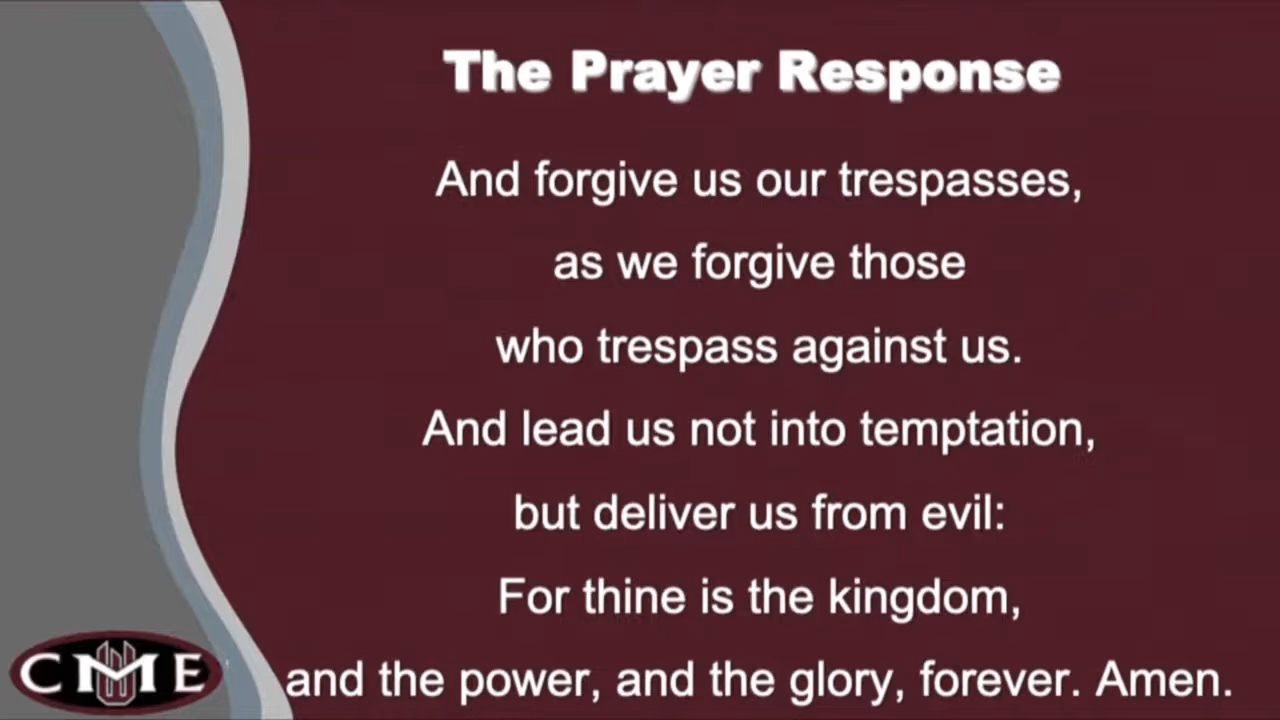 The Prayer Response
And forgive us our trespasses,
as we forgive those
who trespass against us.
And lead us not into temptation,
but deliver us from evil:
For thine is the kingdom,
and the power, and the glory, forever. Amen.
CME